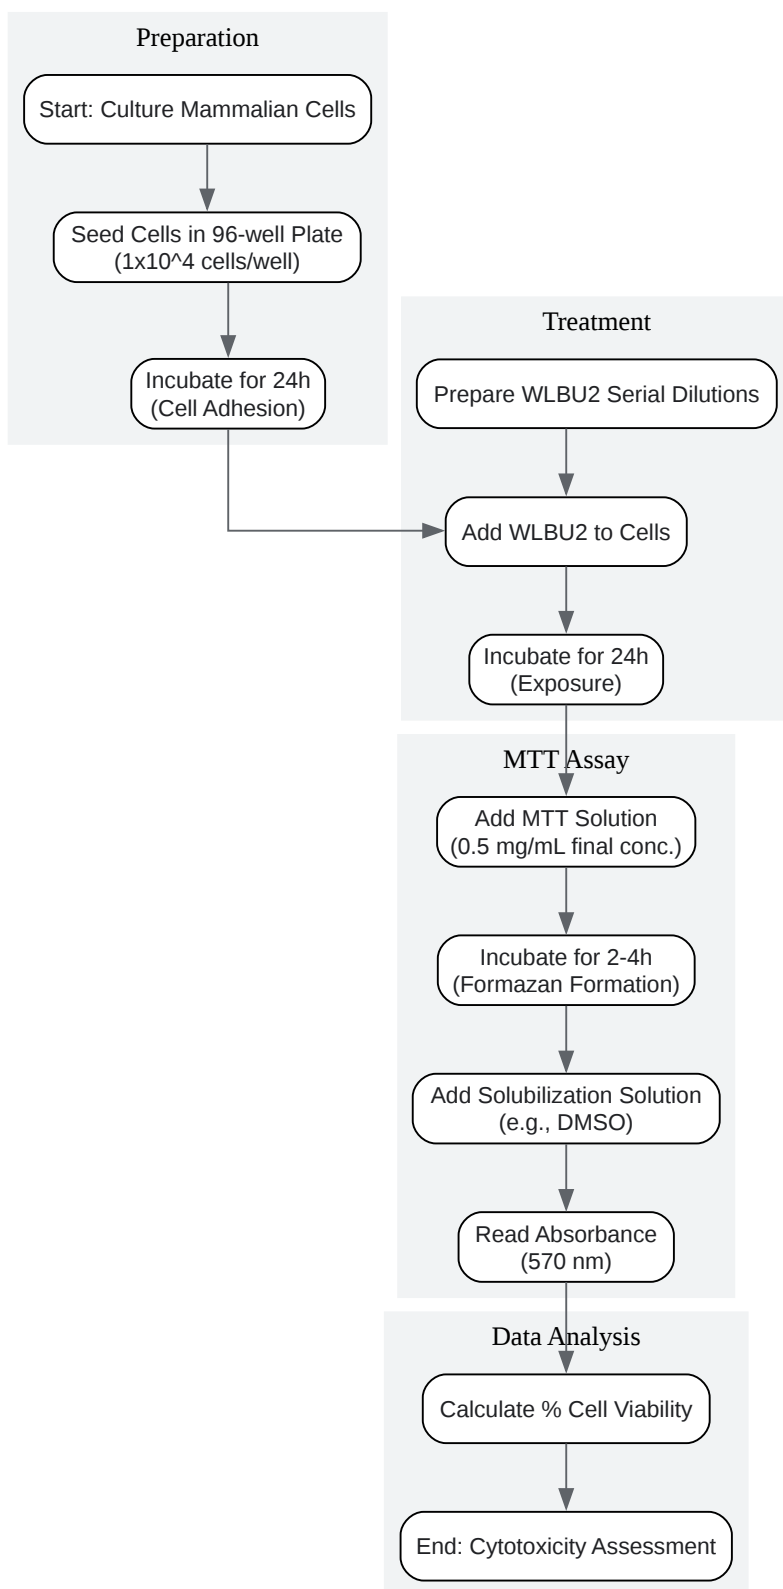 Preparation
Start: Culture Mammalian Cells
Seed Cells in 96-well Plate
(1x10^4 cells/well)
Incubate for 24h
(Cell Adhesion)
Treatment
Prepare WLBU2 Serial Dilutions
Add WLBU2 to Cells
Incubate for 24h
(Exposure)
MTT Assay
Add MTT Solution
(0.5 mg/mL final conc.)
Incubate for 2-4h
(Formazan Formation)
Add Solubilization Solution
(e.g., DMSO)
Read Absorbance
(570 nm)
Data Analysis
Calculate % Cell Viability
End: Cytotoxicity Assessment